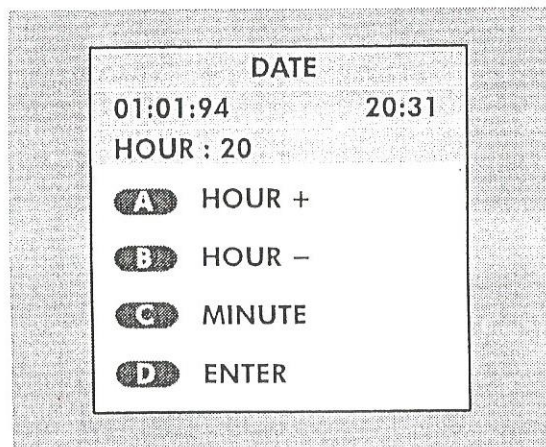 DATE
01:01:94 20:31
HOUR : 20
A HOUR +
B HOUR –
C MINUTE
D ENTER